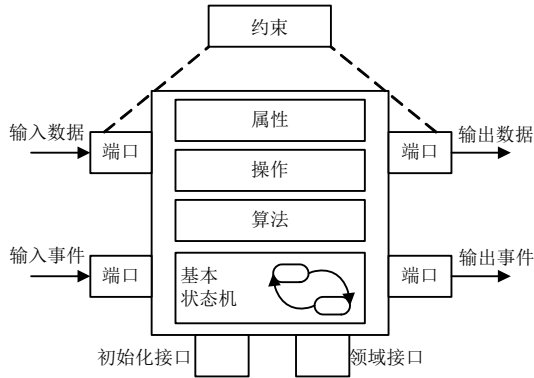 约束
属性
输入数据
输出数据
端口
端口
操作
算法
输入事件
输出事件
端口
端口
基本
状态机
初始化接口
领域接口